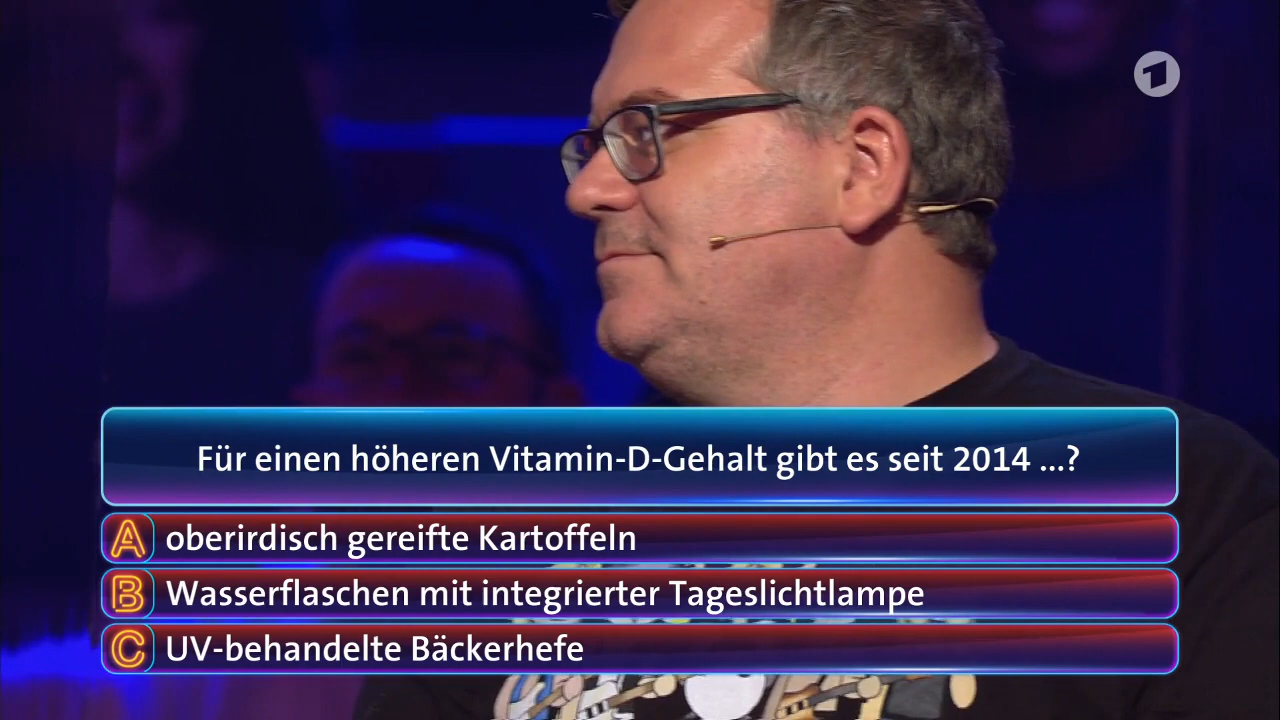 1
Für einen höheren Vitamin-D-Gehalt gibt es seit 2014 ...?
A oberirdisch gereifte Kartoffeln
B Wasserflaschen mit integrierter Tageslichtlampe
C UV-behandelte Bäckerhefe